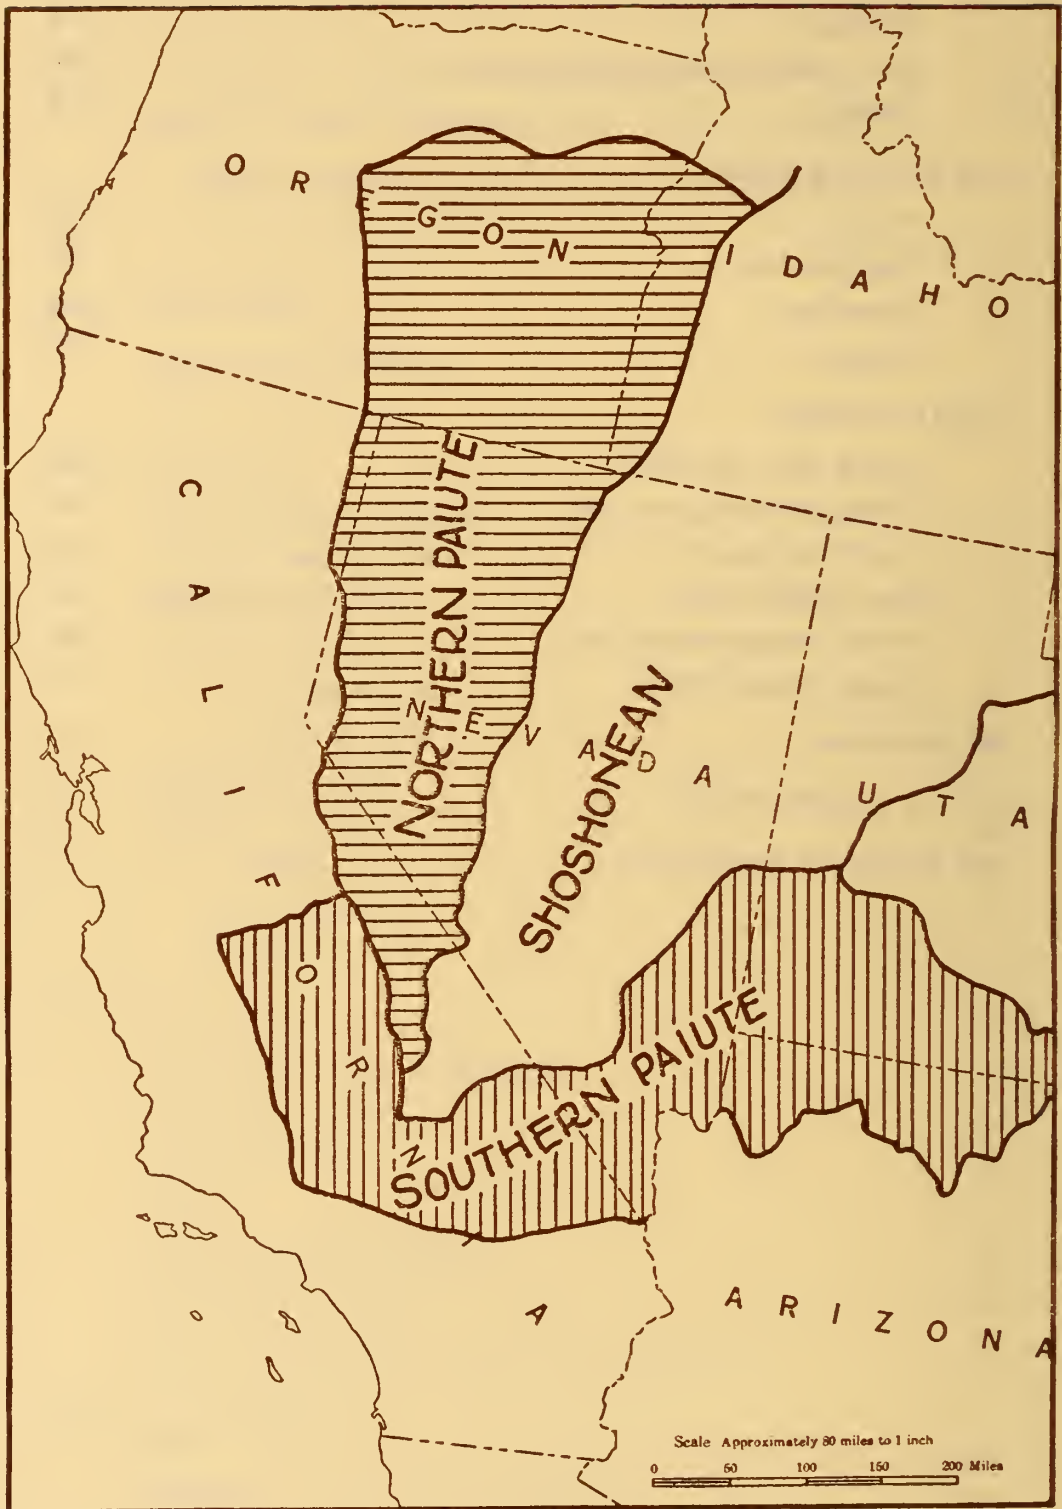 OREGON
IDAHO
CALIFORNIA
NORTHERN PAIUTE
NEVADA
SHOSHONEAN
UTA
SOUTHERN PAIUTE
ARIZONA
Scale Approximately 80 miles to 1 inch
0 50 100 150 200 Miles